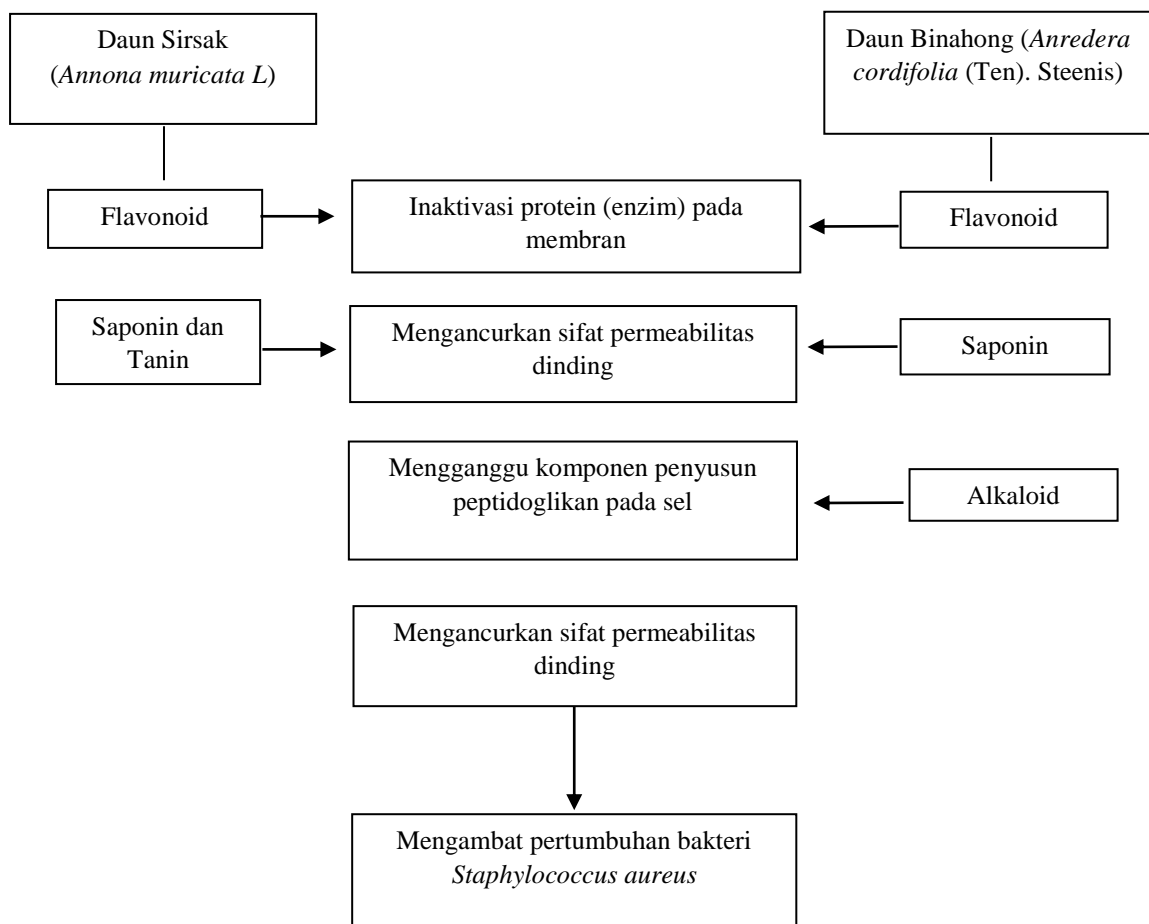 Daun Sirsak
(Annona muricata L)
Daun Binahong (Anredera
cordifolia (Ten). Steenis)
Flavonoid
Inaktivasi protein (enzim) pada
membran
Flavonoid
Saponin dan
Tanin
Mengancurkan sifat permeabilitas
dinding
Saponin
Mengganggu komponen penyusun
peptidoglikan pada sel
Alkaloid
Mengancurkan sifat permeabilitas
dinding
Mengambat pertumbuhan bakteri
Staphylococcus aureus